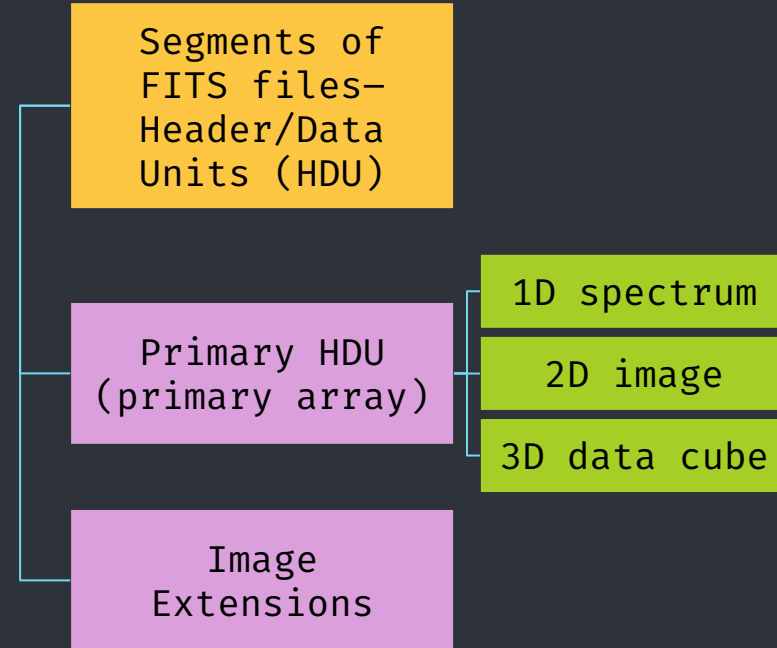 Segments of
FITS files–
Header/Data
Units (HDU)
Primary HDU
(primary array)
1D spectrum
2D image
3D data cube
Image
Extensions